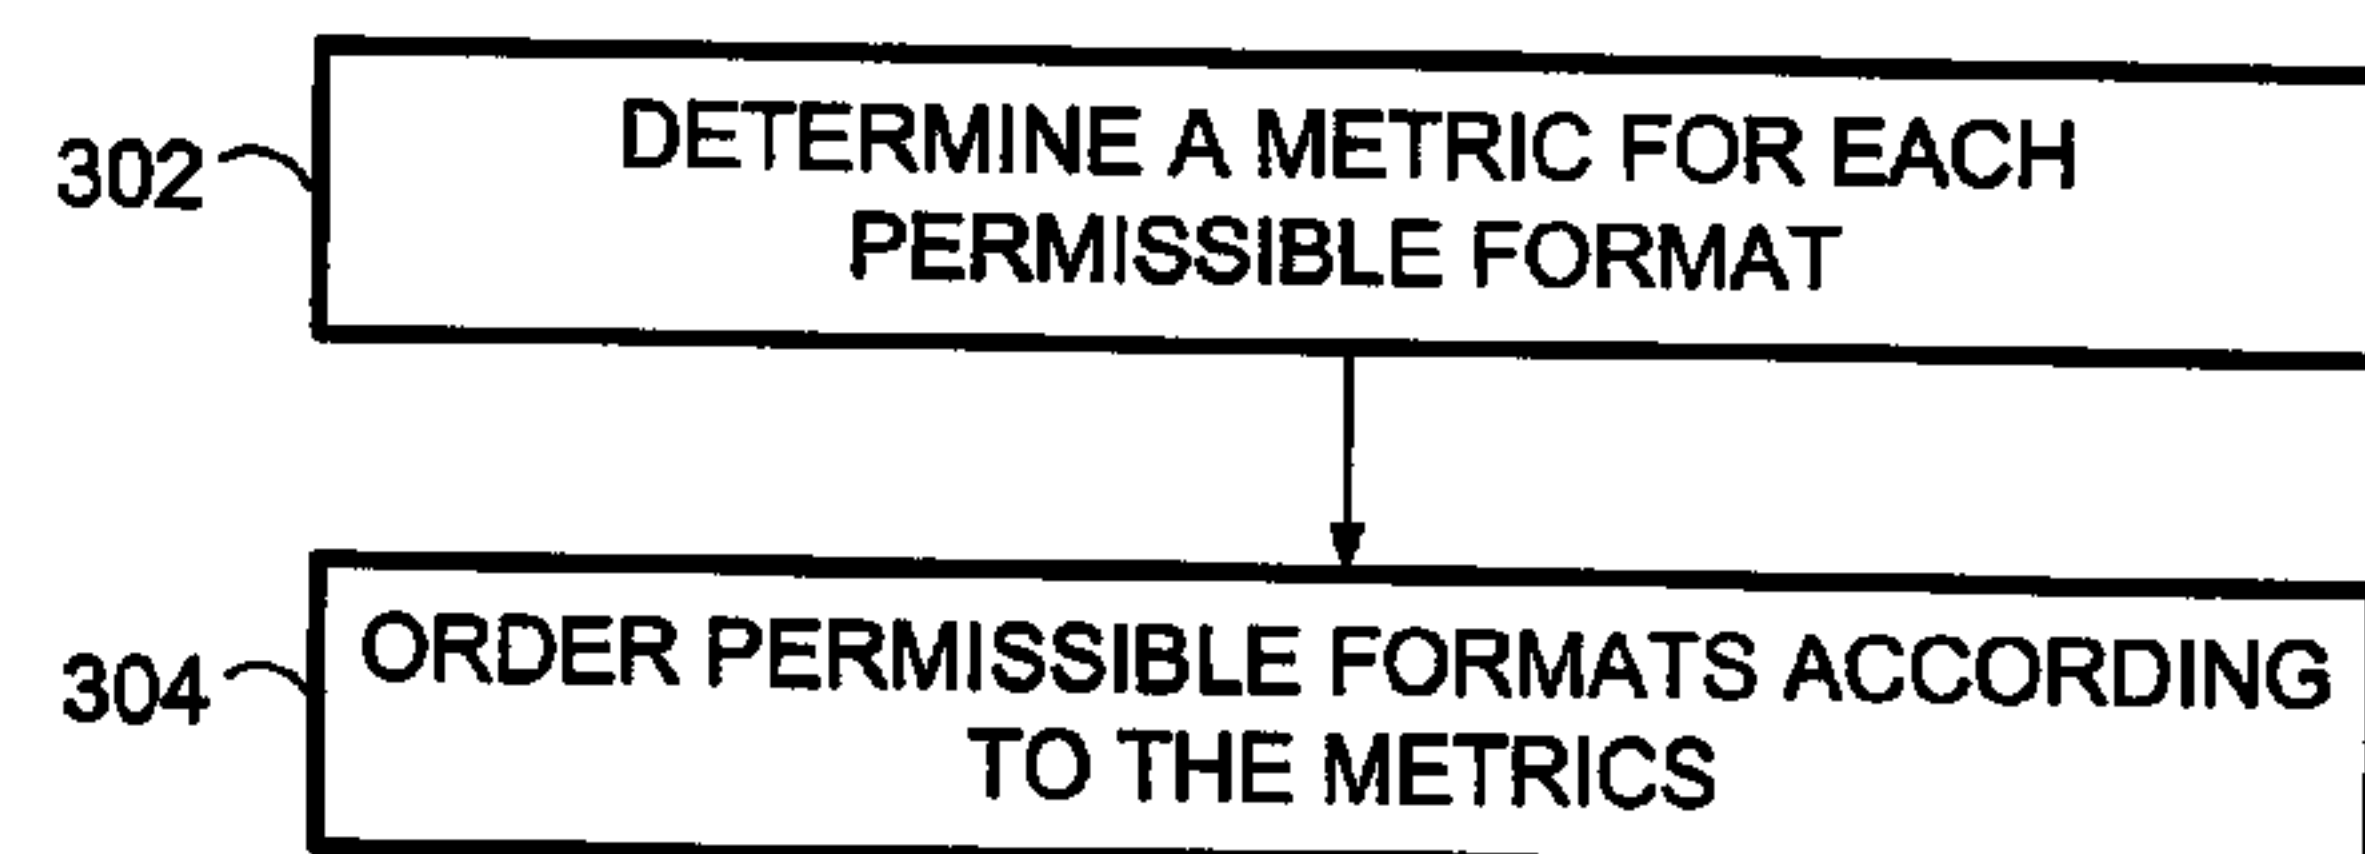 302
DETERMINE A METRIC FOR EACH
PERMISSIBLE FORMAT
304
ORDER PERMISSIBLE FORMATS ACCORDING
TO THE METRICS